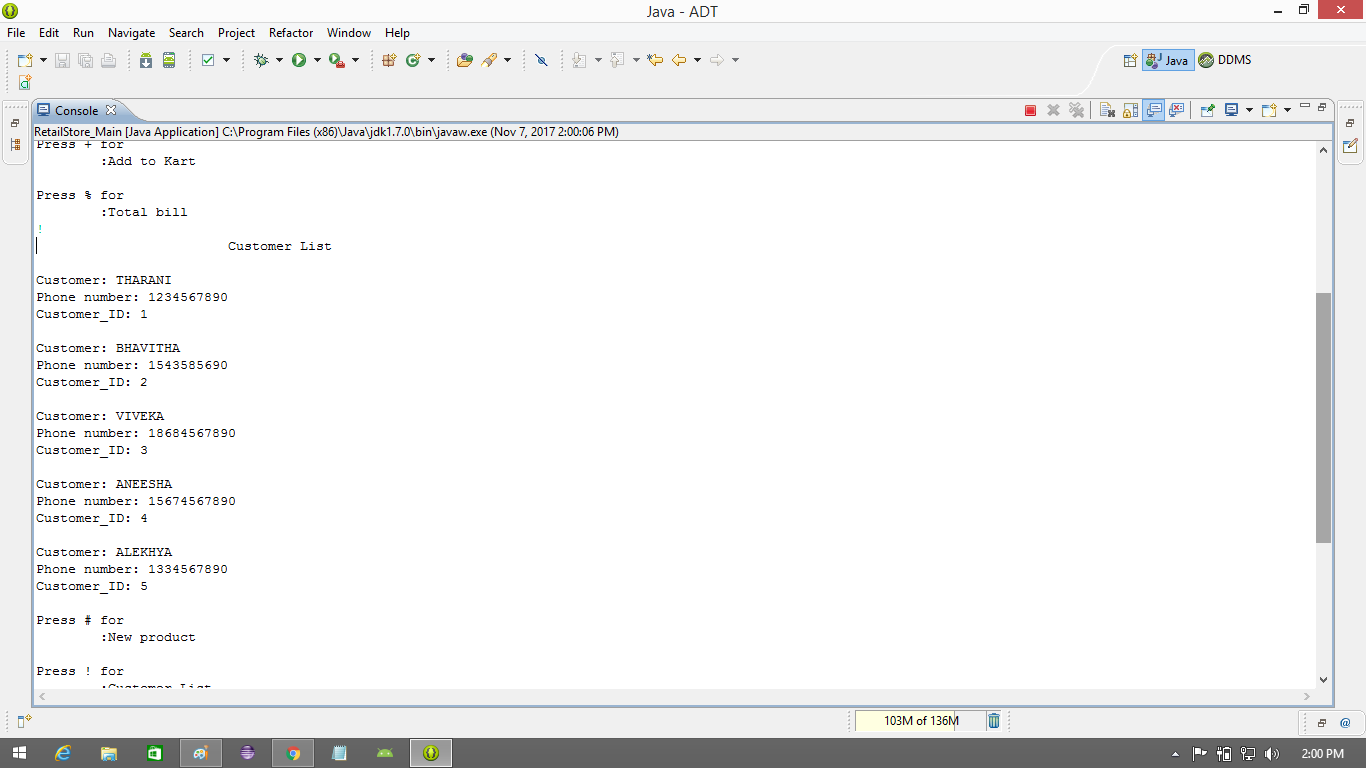 Java - ADT
File Edit Run Navigate Search Project Refactor Window Help
Java DDMS
Console
RetailStore_Main [Java Application] C:\Program Files (x86)\Java\jdk1.7.0\bin\javaw.exe (Nov 7, 2017 2:00:06 PM)
Press + for
:Add to Kart
Press % for
:Total bill
!
Customer List
Customer: THARANI
Phone number: 1234567890
Customer_ID: 1
Customer: BHAVITHA
Phone number: 1543585690
Customer_ID: 2
Customer: VIVEKA
Phone number: 18684567890
Customer_ID: 3
Customer: ANEESHA
Phone number: 15674567890
Customer_ID: 4
Customer: ALEKHYA
Phone number: 1334567890
Customer_ID: 5
Press # for
:New product
Press ! for
:Customer List
103M of 136M
2:00 PM